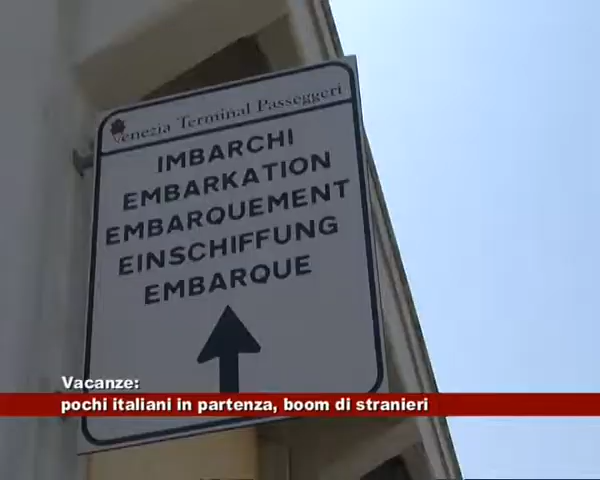 Venezia Terminal Passeggeri
IMBARCHI
EMBARKATION
EMBARQUEMENT
EINSCHIFFUNG
EMBARQUE
Vacanze:
pochi italiani in partenza, boom di stranieri